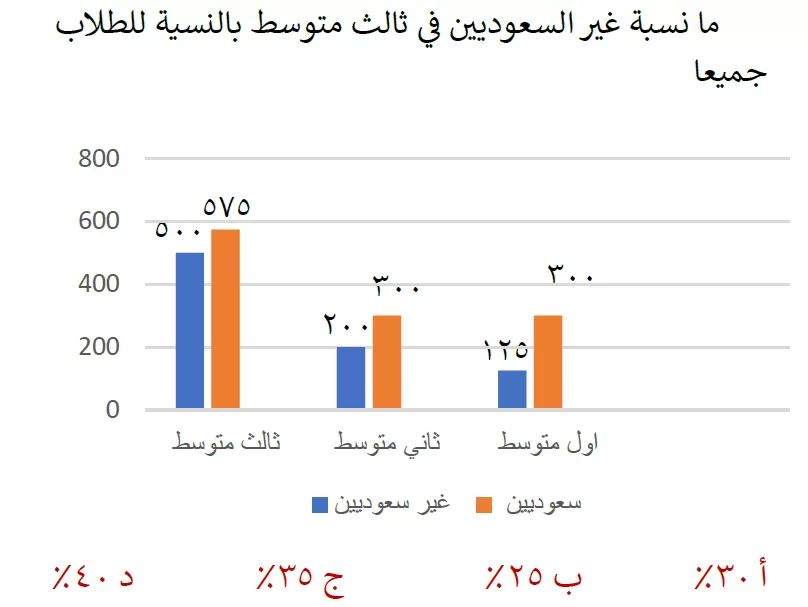 ما نسبة غير السعوديين في ثالث متوسط بالنسية للطلاب
جميعا
800
600
400
200
0
٥٠٠
٥٧٥
٢٠٠
٣٠٠
١٢٥
٣٠٠
ثالث متوسط
ثاني متوسط
اول متوسط
سعوديين
غير سعوديين
أ ٣٠٪
ب ٢٥٪
ج ٣٥٪
د ٤٠٪